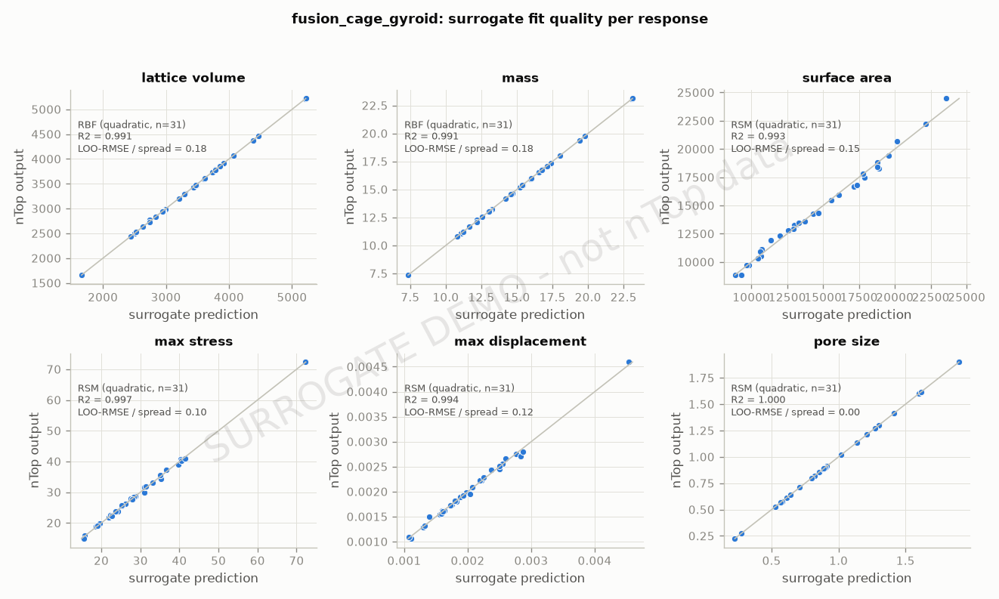 fusion_cage_gyroid: surrogate fit quality per response
lattice volume
RBF (quadratic, n=31)
R2 = 0.991
LOO-RMSE / spread = 0.18
nTop output
5000
4500
4000
3500
3000
2500
2000
1500
2000
3000
4000
5000
surrogate prediction
mass
RBF (quadratic, n=31)
R2 = 0.991
LOO-RMSE / spread = 0.18
nTop output
22.5
20.0
17.5
15.0
12.5
10.0
7.5
7.5
10.0
12.5
15.0
17.5
20.0
22.5
surrogate prediction
surface area
RSM (quadratic, n=31)
R2 = 0.993
LOO-RMSE / spread = 0.15
nTop output
25000
22500
20000
17500
15000
12500
10000
10000
12500
15000
17500
20000
22500
25000
surrogate prediction
max stress
RSM (quadratic, n=31)
R2 = 0.997
LOO-RMSE / spread = 0.10
nTop output
70
60
50
40
30
20
20
30
40
50
60
70
surrogate prediction
max displacement
RSM (quadratic, n=31)
R2 = 0.994
LOO-RMSE / spread = 0.12
nTop output
0.0045
0.0040
0.0035
0.0030
0.0025
0.0020
0.0015
0.0010
0.001
0.002
0.003
0.004
surrogate prediction
pore size
RSM (quadratic, n=31)
R2 = 1.000
LOO-RMSE / spread = 0.00
nTop output
1.75
1.50
1.25
1.00
0.75
0.50
0.25
0.5
1.0
1.5
surrogate prediction
SURROGATE DEMO - not nTop data